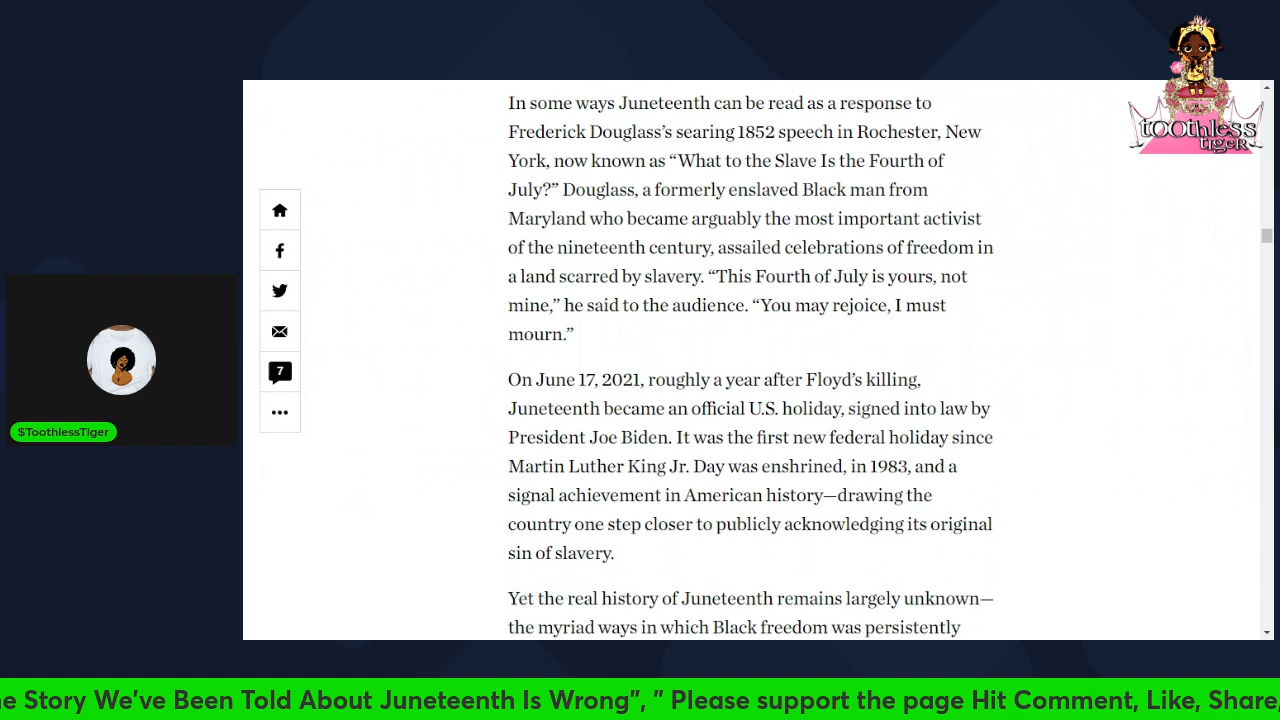 toothless
tigeR
In some ways Juneteenth can be read as a response to
Frederick Douglass’s searing 1852 speech in Rochester, New
York, now known as “What to the Slave Is the Fourth of
July?” Douglass, a formerly enslaved Black man from
Maryland who became arguably the most important activist
of the nineteenth century, assailed celebrations of freedom in
a land scarred by slavery. “This Fourth of July is yours, not
mine,” he said to the audience. “You may rejoice, I must
mourn.”
7
On June 17, 2021, roughly a year after Floyd’s killing,
Juneteenth became an official U.S. holiday, signed into law by
President Joe Biden. It was the first new federal holiday since
Martin Luther King Jr. Day was enshrined, in 1983, and a
signal achievement in American history—drawing the
country one step closer to publicly acknowledging its original
sin of slavery.
Yet the real history of Juneteenth remains largely unknown—
the myriad ways in which Black freedom was persistently
$ToothlessTiger
e Story We've Been Told About Juneteenth Is Wrong", " Please support the page Hit Comment, Like, Share,